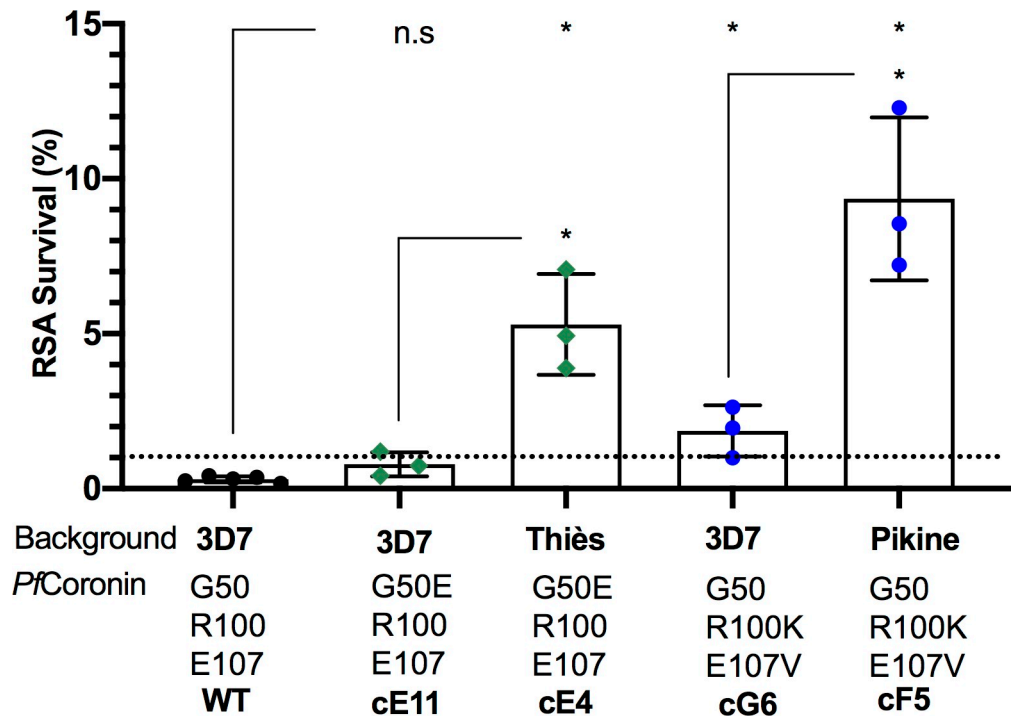 15
n.s * * *
*
10
*
5
0
RSA Survival (%)
Background 3D7 3D7 Thiès 3D7 Pikine
PfCoronin G50 G50E G50E G50 G50
R100 R100 R100 R100K R100K
E107 E107 E107 E107V E107V
WT cE11 cE4 cG6 cF5